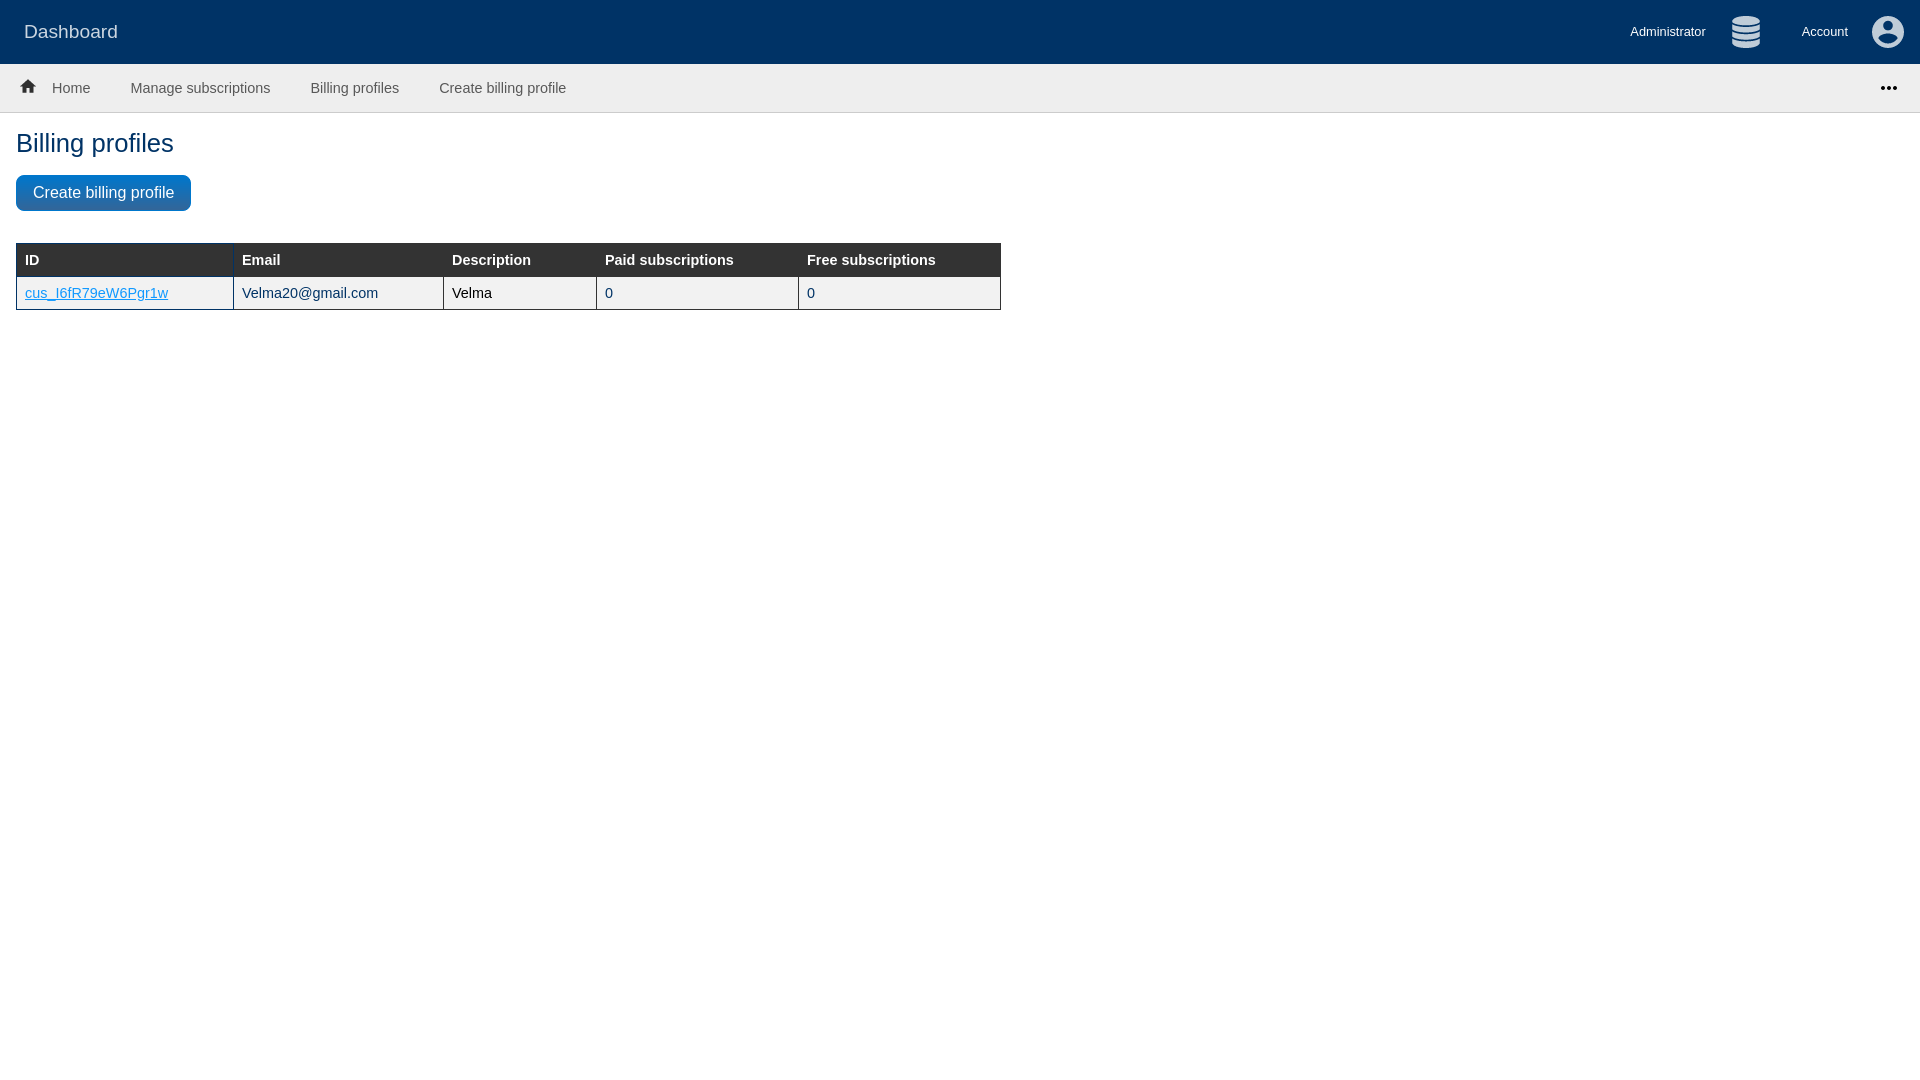 Dashboard
Administrator
Account
Home Manage subscriptions Billing profiles Create billing profile
Billing profiles
Create billing profile
ID Email Description Paid subscriptions Free subscriptions
cus_I6fR79eW6Pgr1w Velma20@gmail.com Velma 0 0